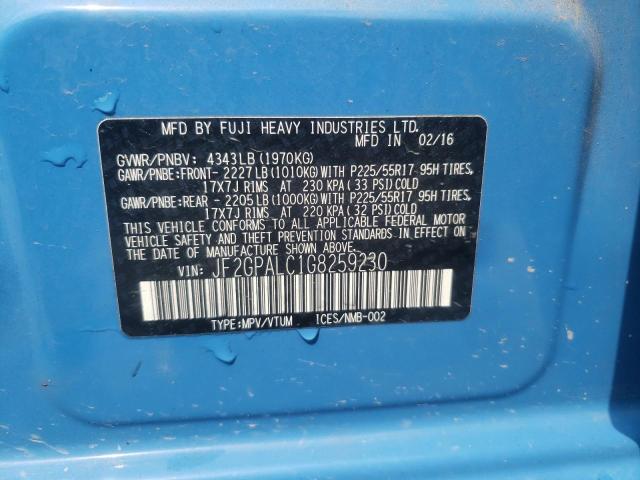 MFD BY FUJI HEAVY INDUSTRIES LTD.
MFD IN 02/16
GVWR/PNBV: 4343LB(1970KG)
GAWR/PNBE:FRONT- 2227LB(1010KG)WITH P225/55R17 95H TIRES,
17X7J RIMS AT 230 KPA(33 PSI)COLD
GAWR/PNBE:REAR - 2205LB(1000KG)WITH P225/55R17 95H TIRES,
17X7J RIMS AT 220 KPA(32 PSI)COLD
THIS VEHICLE CONFORMS TO ALL APPLICABLE FEDERAL MOTOR
VEHICLE SAFETY AND THEFT PREVENTION STANDARDS IN EFFECT ON
THE DATE OF MANUFACTURE SHOWN ABOVE.
VIN: JF2GPALC1G8259230
TYPE:MPV/VTUM ICES/NMB-002